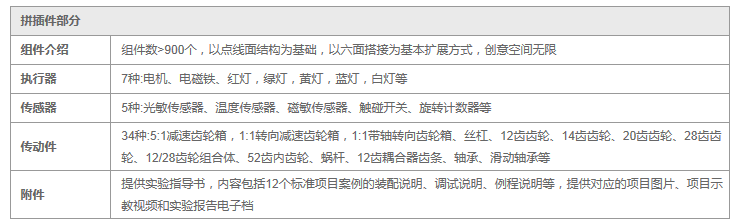 拼插件部分
组件介绍 组件数>900个，以点线面结构为基础，以六面搭接为基本扩展方式，创意空间无限
执行器 7种:电机、电磁铁、红灯，绿灯，黄灯，蓝灯，白灯等
传感器 5种:光敏传感器、温度传感器、磁敏传感器、触碰开关、旋转计数器等
传动件 34种:5:1减速齿轮箱，1:1转向减速齿轮箱，1:1带轴转向齿轮箱、丝杠、12齿齿轮、14齿齿轮、20齿齿轮、28齿齿
轮、12/28齿轮组合体、52齿内齿轮、蜗杆、12齿耦合器齿条、轴承、滑动轴承等
附件 提供实验指导书，内容包括12个标准项目案例的装配说明、调试说明、例程说明等，提供对应的项目图片、项目示
教视频和实验报告电子档